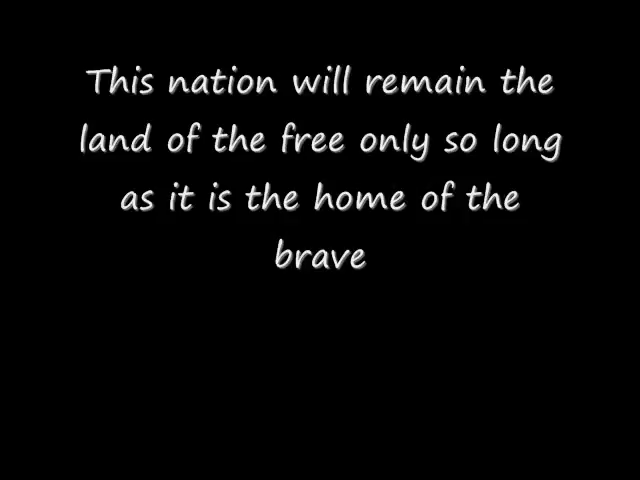 This nation will remain the
land of the free only so long
as it is the home of the
brave